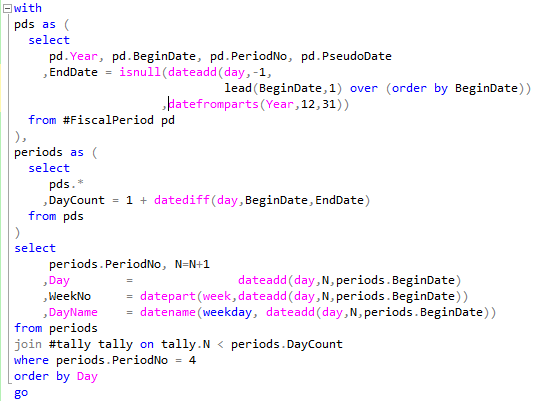 with
pds as (
  select
     pd.Year, pd.BeginDate, pd.PeriodNo, pd.PseudoDate
    ,EndDate = isnull(dateadd(day,-1,
                              lead(BeginDate,1) over (order by BeginDate))
                     ,datefromparts(Year,12,31))
  from #FiscalPeriod pd
),
periods as (
  select
     pds.*
    ,DayCount = 1 + datediff(day,BeginDate,EndDate)
  from pds
)
select
     periods.PeriodNo, N=N+1
    ,Day        =               dateadd(day,N,periods.BeginDate)
    ,WeekNo     = datepart(week,dateadd(day,N,periods.BeginDate))
    ,DayName    = datename(weekday, dateadd(day,N,periods.BeginDate))
from periods
join #tally tally on tally.N < periods.DayCount
where periods.PeriodNo = 4
order by Day
go